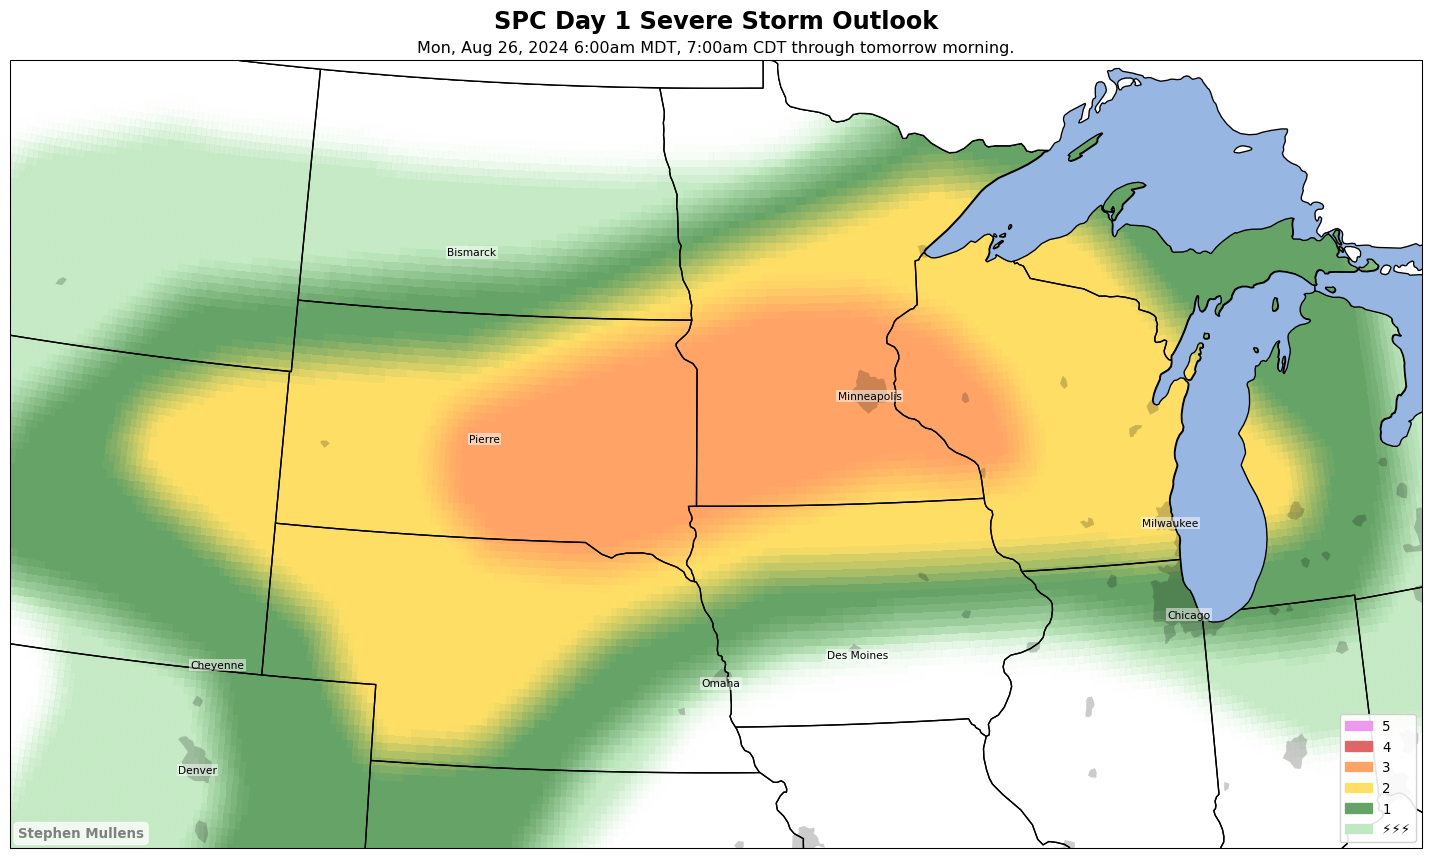 SPC Day 1 Severe Storm Outlook
Mon, Aug 26, 2024 6:00am MDT, 7:00am CDT through tomorrow morning.
Bismarck
Minneapolis
Pierre
Milwaukee
Chicago
Des Moines
Cheyenne
Omaha
Denver
5
4
3
2
1
⚡⚡⚡
Stephen Mullens